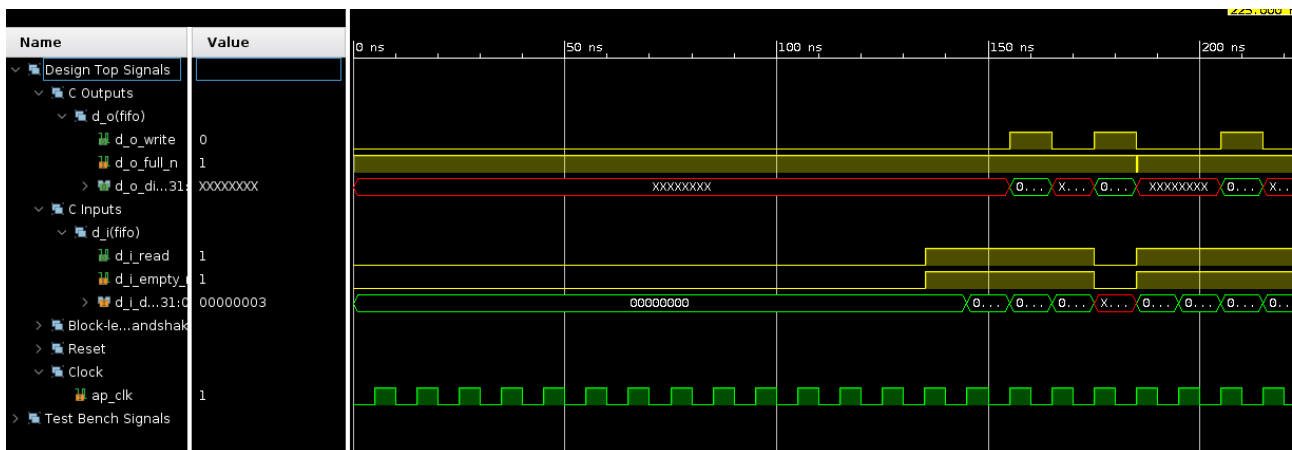 225.000
Name Value
0 ns 50 ns 100 ns 150 ns 200 ns
Design Top Signals
C Outputs
d_o(fifo)
d_o_write 0
d_o_full_n 1
d_o_di...31: XXXXXXXX XXXXXXXX 0... X... 0... XXXXXXXX 0... X...
C Inputs
d_i(fifo)
d_i_read 1
d_i_empty_ 1
d_i_d...31:0 00000003 00000000 0... 0... 0... X... 0... 0... 0... 0...
Block-le...andshak
Reset
Clock
ap_clk 1
Test Bench Signals